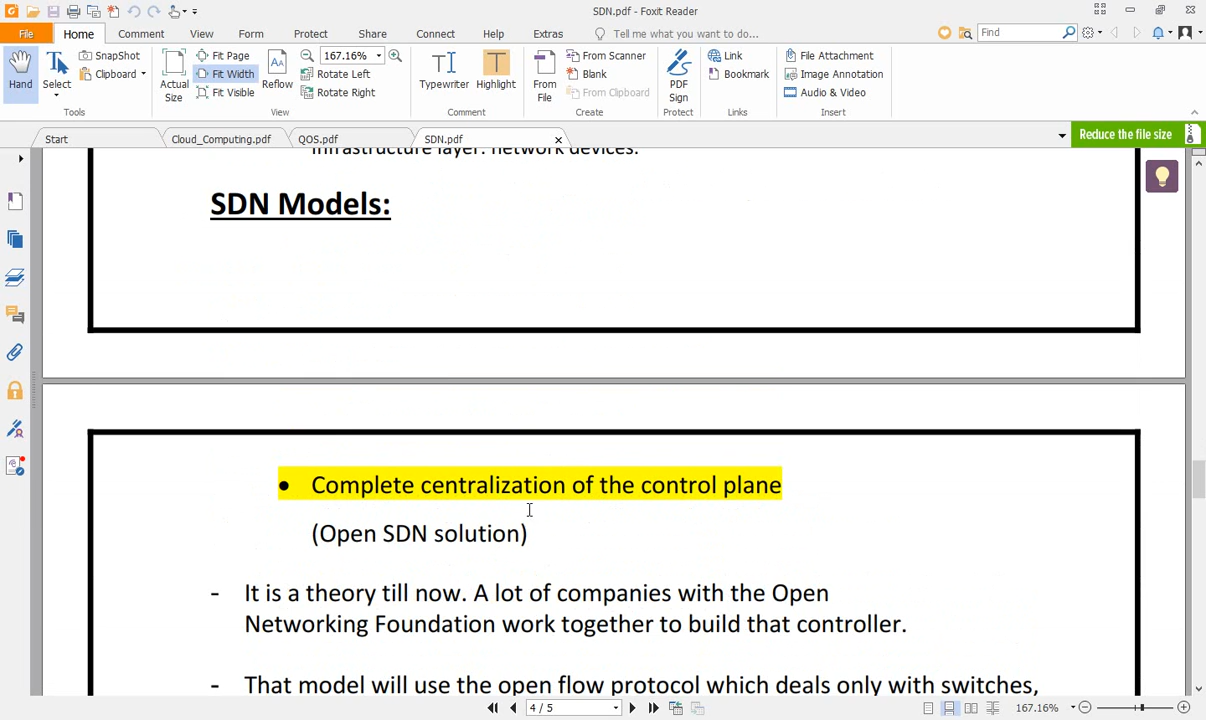 SDN.pdf - Foxit Reader
File Home Comment View Form Protect Share Connect Help Extras Tell me what you want to do... Find
Hand
Select
SnapShot
Clipboard
Tools
Actual Size
Fit Page
Fit Width
Fit Visible
Reflow
167.16%
Rotate Left
Rotate Right
View
Typewriter
Highlight
Comment
From File
From Scanner
Blank
From Clipboard
Create
PDF Sign
Protect
Link
Bookmark
Links
File Attachment
Image Annotation
Audio & Video
Insert
Start Cloud_Computing.pdf QOS.pdf SDN.pdf Reduce the file size
Infrastructure layer: network devices.
SDN Models:
• Complete centralization of the control plane
(Open SDN solution)
- It is a theory till now. A lot of companies with the Open
Networking Foundation work together to build that controller.
- That model will use the open flow protocol which deals only with switches,
4 / 5 167.16%